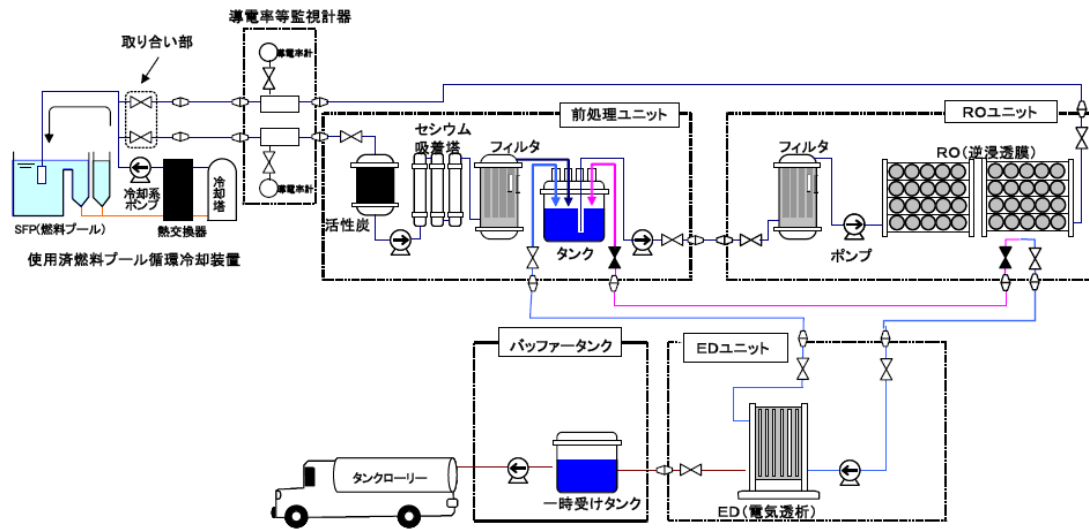 導電率等監視計器
取り合い部
導電率計
前処理ユニット
ROユニット
セシウム
吸着塔
フィルタ
フィルタ
RO(逆浸透膜)
冷却系
ポンプ
冷却塔
導電率計
活性炭
タンク
ポンプ
SFP(燃料プール)
熱交換器
使用済燃料プール循環冷却装置
バッファータンク
EDユニット
タンクローリー
一時受けタンク
ED(電気透析)